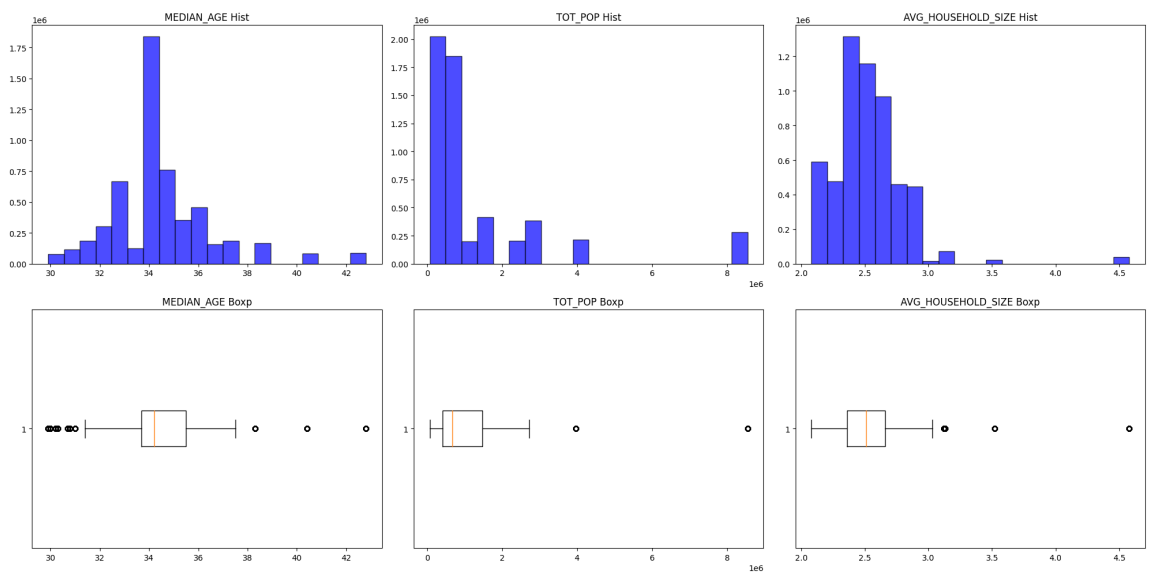 MEDIAN_AGE Hist
1e6
1.75
1.50
1.25
1.00
0.75
0.50
0.25
0.00
30 32 34 36 38 40 42
TOT_POP Hist
1e6
2.00
1.75
1.50
1.25
1.00
0.75
0.50
0.25
0.00
0 2 4 6 8
1e6
AVG_HOUSEHOLD_SIZE Hist
1e6
1.2
1.0
0.8
0.6
0.4
0.2
0.0
2.0 2.5 3.0 3.5 4.0 4.5
MEDIAN_AGE Boxp
1
30 32 34 36 38 40 42
TOT_POP Boxp
1
0 2 4 6 8
1e6
AVG_HOUSEHOLD_SIZE Boxp
1
2.0 2.5 3.0 3.5 4.0 4.5